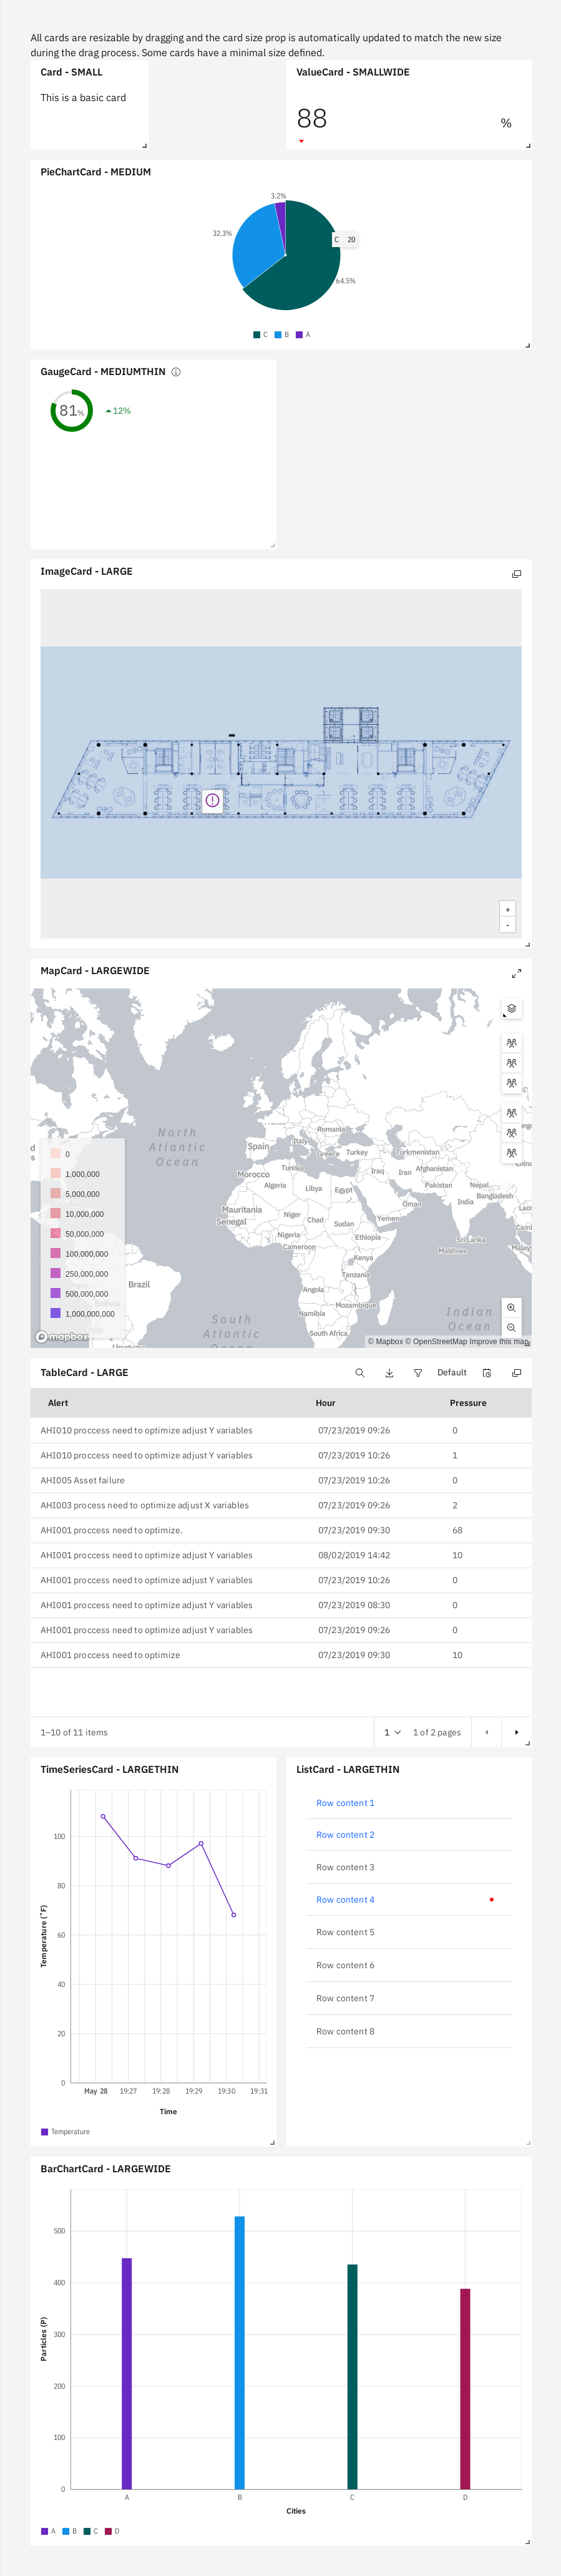 All cards are resizable by dragging and the card size prop is automatically updated to match the new size
during the drag process. Some cards have a minimal size defined.
Card - SMALL
This is a basic card
ValueCard - SMALLWIDE
88
%
PieChartCard - MEDIUM
3.2%
32.3%
C 20
64.5%
C B A
GaugeCard - MEDIUMTHIN
81%
12%
ImageCard - LARGE
+
-
MapCard - LARGEWIDE
North
Atlantic
Ocean
Romania
Spain
Italy
Greece
Turkey
Turkmenistan
Tunisia
Morocco
Iraq
Iran
Afghanistan
Algeria
Libya
Egypt
Pakistan
Nepal
Bangladesh
Oman
India
Mauritania
Senegal
Niger
Chad
Sudan
Yemen
Nigeria
Cameroon
Ethiopia
Sri Lanka
Maldives
Kenya
Tanzania
Brazil
Bolivia
Angola
Mozambique
Namibia
South Africa
South
Atlantic
Ocean
Indian
Ocean
0
1,000,000
5,000,000
10,000,000
50,000,000
100,000,000
250,000,000
500,000,000
1,000,000,000
mapbox
© Mapbox © OpenStreetMap Improve this map
TableCard - LARGE
Default
Alert Hour Pressure
AHI010 proccess need to optimize adjust Y variables 07/23/2019 09:26 0
AHI010 proccess need to optimize adjust Y variables 07/23/2019 10:26 1
AHI005 Asset failure 07/23/2019 10:26 0
AHI003 process need to optimize adjust X variables 07/23/2019 09:26 2
AHI001 proccess need to optimize. 07/23/2019 09:30 68
AHI001 proccess need to optimize adjust Y variables 08/02/2019 14:42 10
AHI001 proccess need to optimize adjust Y variables 07/23/2019 10:26 0
AHI001 proccess need to optimize adjust Y variables 07/23/2019 08:30 0
AHI001 proccess need to optimize adjust Y variables 07/23/2019 09:26 0
AHI001 proccess need to optimize 07/23/2019 09:30 10
1–10 of 11 items
1
1 of 2 pages
TimeSeriesCard - LARGETHIN
Temperature (˚F)
100
80
60
40
20
0
May 28 19:27 19:28 19:29 19:30 19:31
Time
Temperature
ListCard - LARGETHIN
Row content 1
Row content 2
Row content 3
Row content 4
Row content 5
Row content 6
Row content 7
Row content 8
BarChartCard - LARGEWIDE
Particles (P)
500
400
300
200
100
0
A B C D
Cities
A B C D